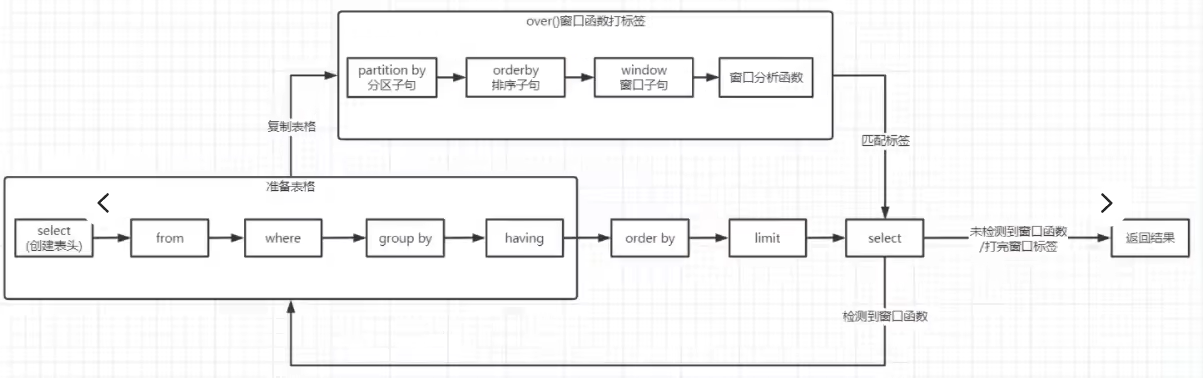 over()窗口函数打标签
partition by
分区子句
orderby
排序子句
window
窗口子句
窗口分析函数
复制表格
匹配标签
准备表格
select
(创建表头)
from
where
group by
having
order by
limit
select
未检测到窗口函数
/打完窗口标签
返回结果
检测到窗口函数